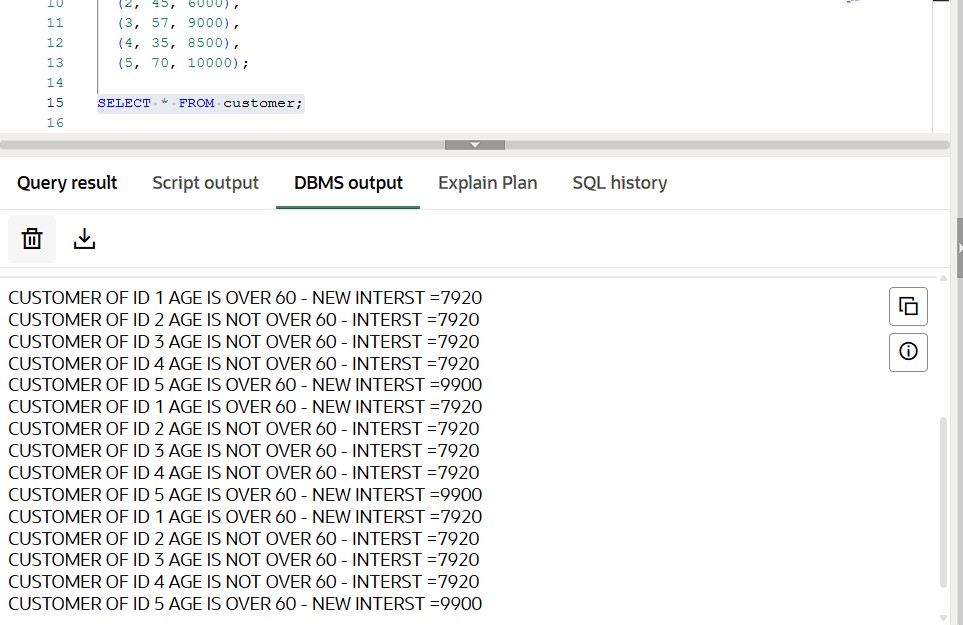 10 (2, 45, 6000),
11 (3, 57, 9000),
12 (4, 35, 8500),
13 (5, 70, 10000);
14
15 SELECT * FROM customer;
16
Query result Script output DBMS output Explain Plan SQL history
CUSTOMER OF ID 1 AGE IS OVER 60 - NEW INTERST =7920
CUSTOMER OF ID 2 AGE IS NOT OVER 60 - INTERST =7920
CUSTOMER OF ID 3 AGE IS NOT OVER 60 - INTERST =7920
CUSTOMER OF ID 4 AGE IS NOT OVER 60 - INTERST =7920
CUSTOMER OF ID 5 AGE IS OVER 60 - NEW INTERST =9900
CUSTOMER OF ID 1 AGE IS OVER 60 - NEW INTERST =7920
CUSTOMER OF ID 2 AGE IS NOT OVER 60 - INTERST =7920
CUSTOMER OF ID 3 AGE IS NOT OVER 60 - INTERST =7920
CUSTOMER OF ID 4 AGE IS NOT OVER 60 - INTERST =7920
CUSTOMER OF ID 5 AGE IS OVER 60 - NEW INTERST =9900
CUSTOMER OF ID 1 AGE IS OVER 60 - NEW INTERST =7920
CUSTOMER OF ID 2 AGE IS NOT OVER 60 - INTERST =7920
CUSTOMER OF ID 3 AGE IS NOT OVER 60 - INTERST =7920
CUSTOMER OF ID 4 AGE IS NOT OVER 60 - INTERST =7920
CUSTOMER OF ID 5 AGE IS OVER 60 - NEW INTERST =9900